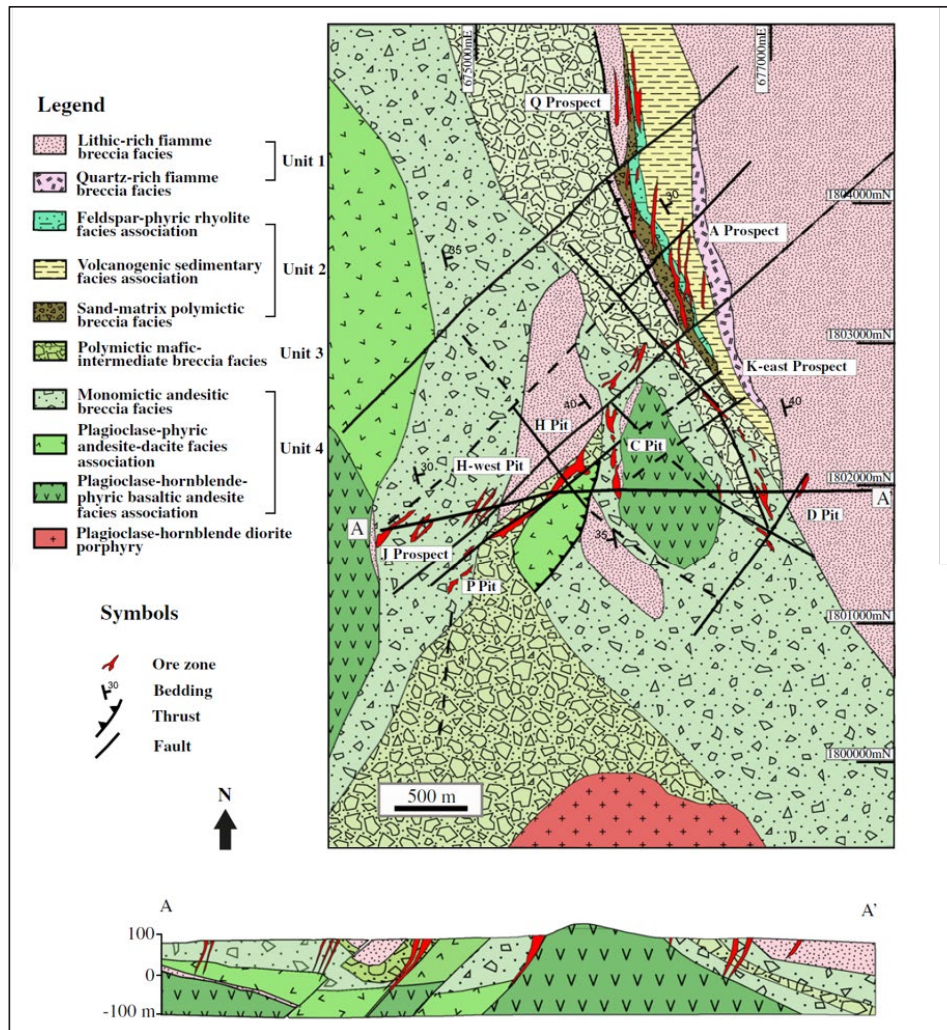 Legend
Lithic-rich fiamme
breccia facies
Unit 1
Quartz-rich fiamme
breccia facies
Feldspar-phyric rhyolite
facies association
Volcanogenic sedimentary
facies association
Unit 2
Sand-matrix polymictic
breccia facies
Polymictic mafic-
intermediate breccia facies
Unit 3
Monomictic andesitic
breccia facies
Plagioclase-phyric
andesite-dacite facies
association
Unit 4
Plagioclase-hornblende-
phyric basaltic andesite
facies association
Plagioclase-hornblende diorite
porphyry
Symbols
Ore zone
30
Bedding
Thrust
Fault
N
675000mE
677000mE
Q Prospect
30
1804000mN
A Prospect
35
1803000mN
K-east Prospect
40
40
H Pit
C Pit
30
H-west Pit
1802000mN
A
A'
D Pit
35
J Prospect
P Pit
1801000mN
1800000mN
500 m
A
A'
100
0
-100 m